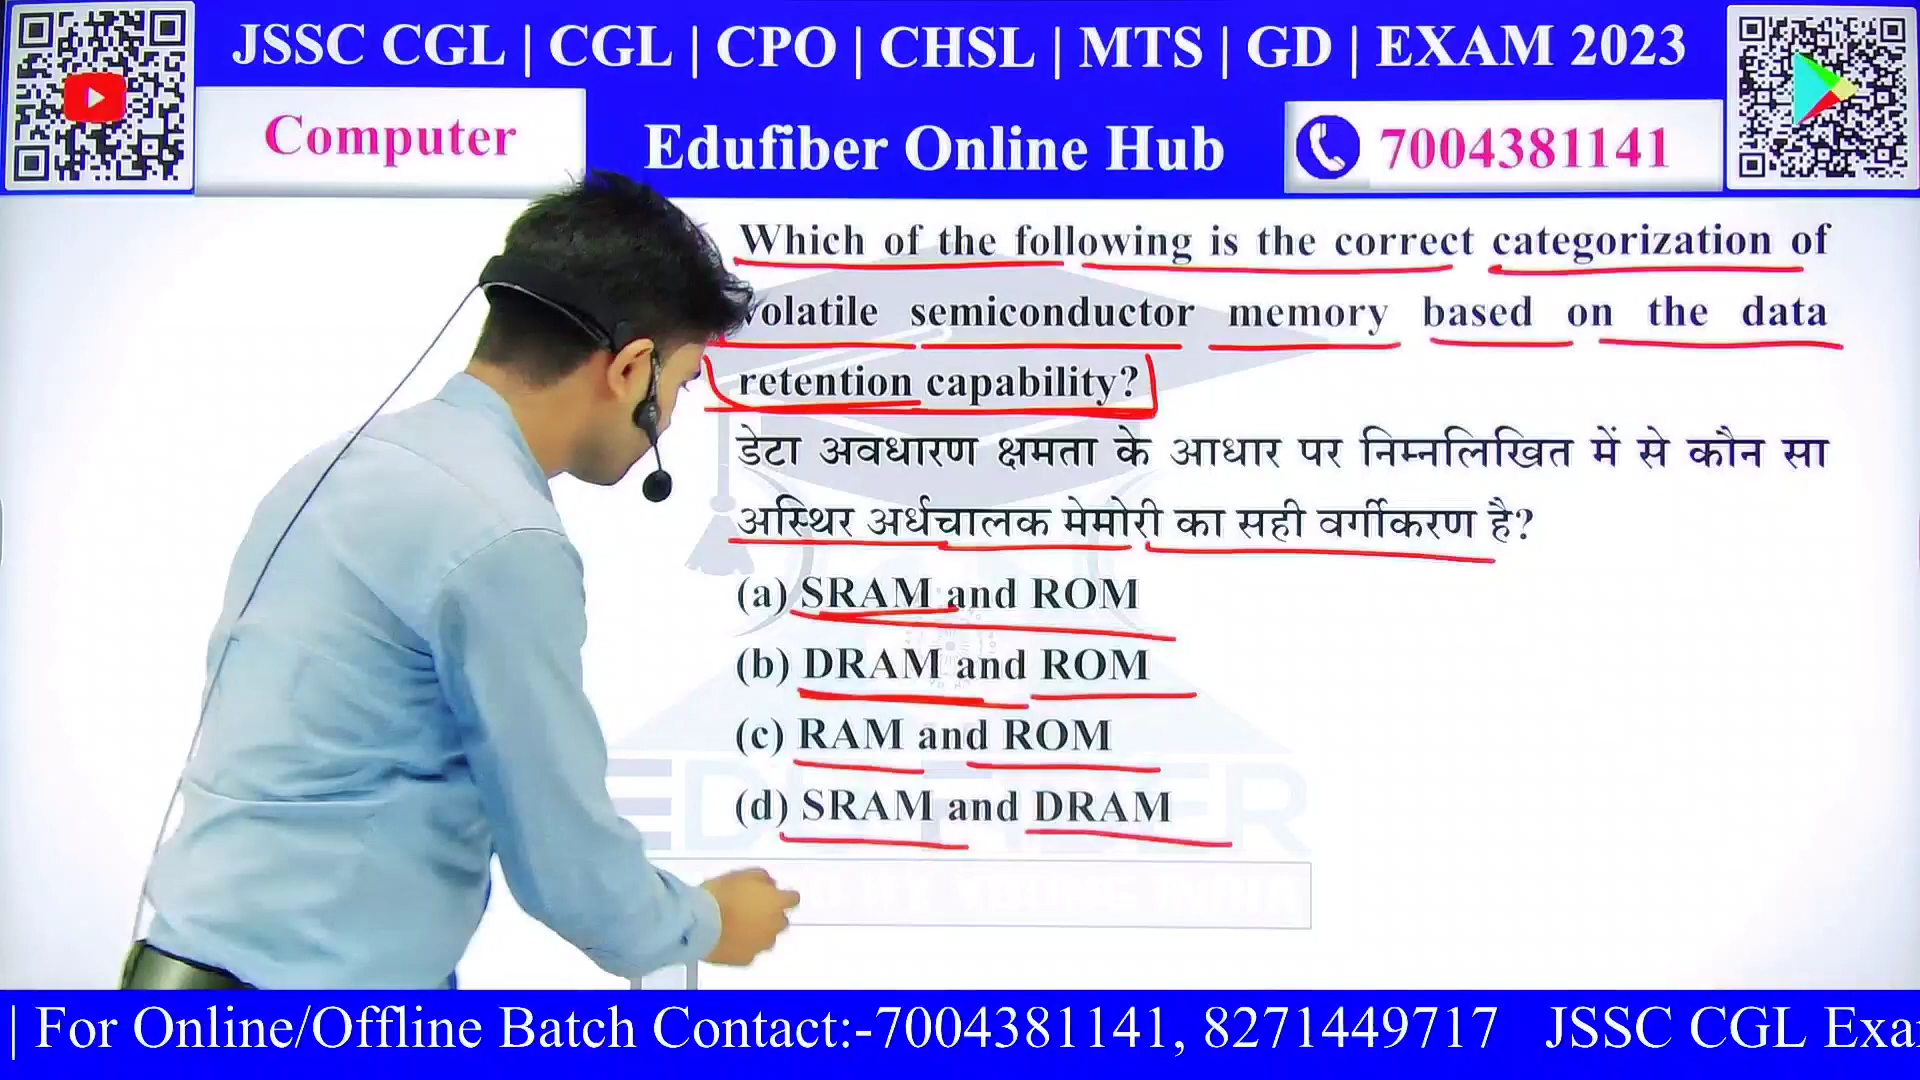 JSSC CGL | CGL | CPO | CHSL | MTS | GD | EXAM 2023
Computer
Edufiber Online Hub
7004381141
Which of the following is the correct categorization of
volatile semiconductor memory based on the data
retention capability?
डेटा अवधारण क्षमता के आधार पर निम्नलिखित में से कौन सा
अस्थिर अर्धचालक मेमोरी का सही वर्गीकरण है?
(a) SRAM and ROM
(b) DRAM and ROM
(c) RAM and ROM
(d) SRAM and DRAM
| For Online/Offline Batch Contact:-7004381141, 8271449717 JSSC CGL Exa